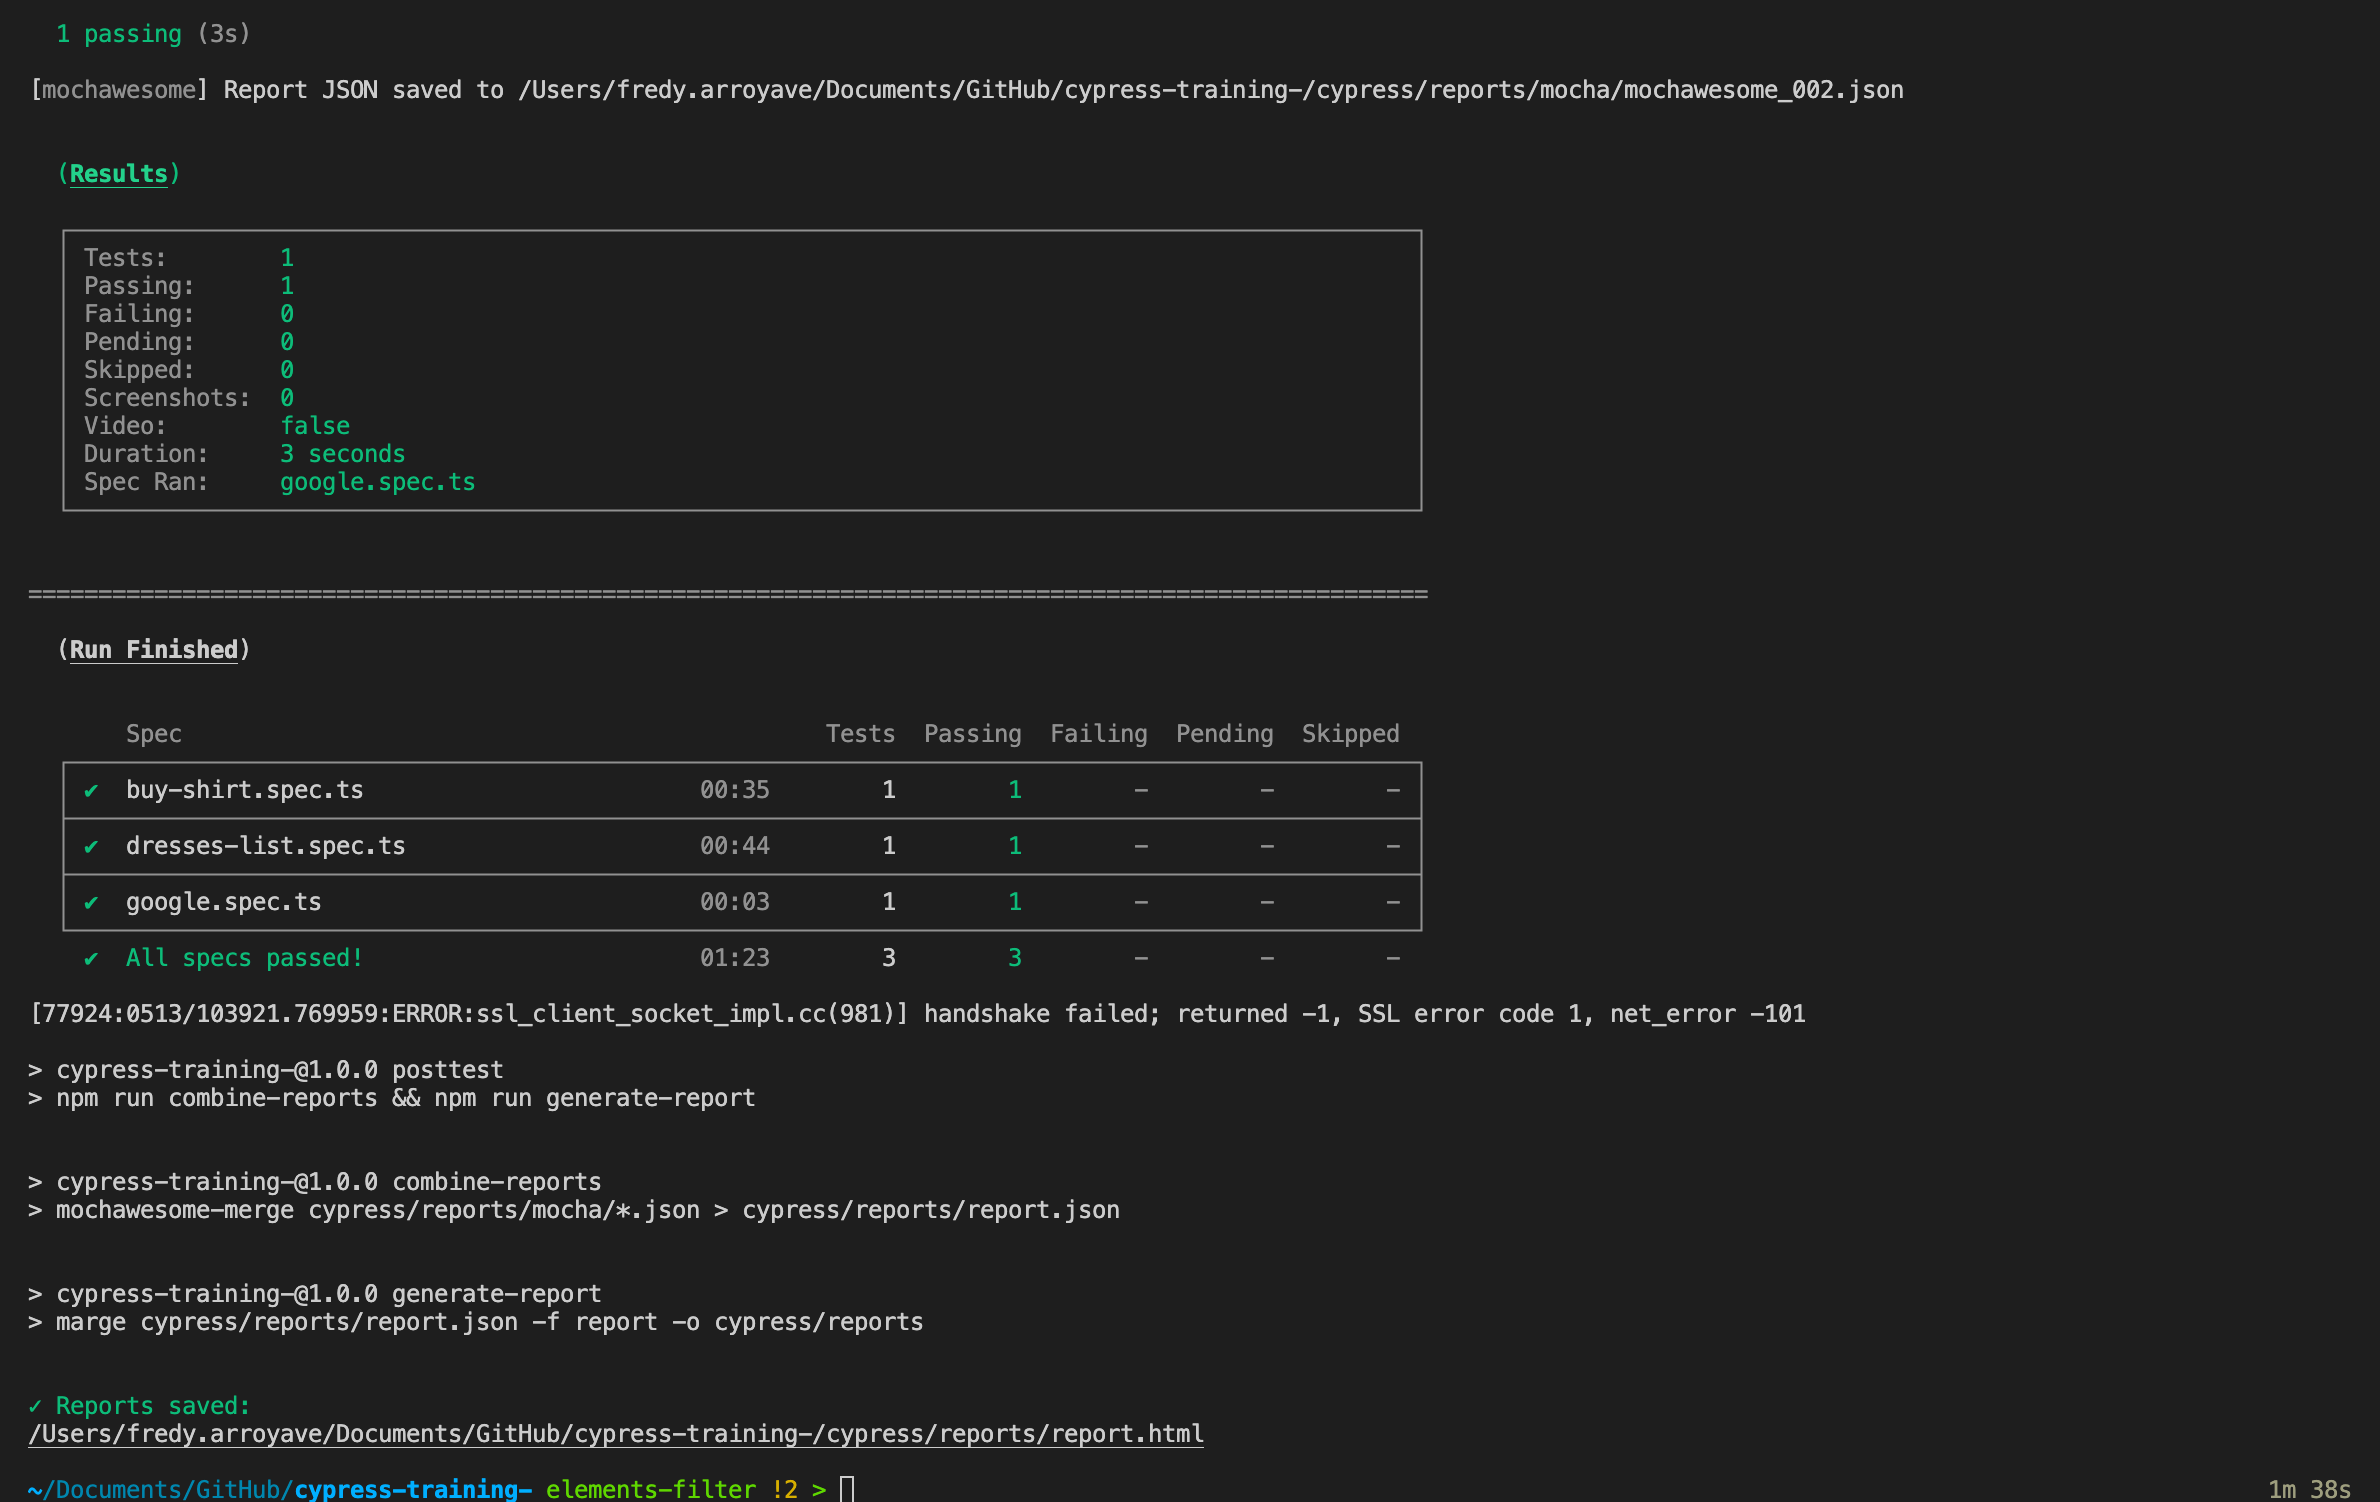 1 passing (3s)
[mochawesome] Report JSON saved to /Users/fredy.arroyave/Documents/GitHub/cypress-training-/cypress/reports/mocha/mochawesome_002.json
(Results)
Tests: 1
Passing: 1
Failing: 0
Pending: 0
Skipped: 0
Screenshots: 0
Video: false
Duration: 3 seconds
Spec Ran: google.spec.ts
====================================================================================================
(Run Finished)
Spec Tests Passing Failing Pending Skipped
✔ buy-shirt.spec.ts 00:35 1 1 - - -
✔ dresses-list.spec.ts 00:44 1 1 - - -
✔ google.spec.ts 00:03 1 1 - - -
✔ All specs passed! 01:23 3 3 - - -
[77924:0513/103921.769959:ERROR:ssl_client_socket_impl.cc(981)] handshake failed; returned -1, SSL error code 1, net_error -101
> cypress-training-@1.0.0 posttest
> npm run combine-reports && npm run generate-report
> cypress-training-@1.0.0 combine-reports
> mochawesome-merge cypress/reports/mocha/*.json > cypress/reports/report.json
> cypress-training-@1.0.0 generate-report
> marge cypress/reports/report.json -f report -o cypress/reports
✓ Reports saved:
/Users/fredy.arroyave/Documents/GitHub/cypress-training-/cypress/reports/report.html
~/Documents/GitHub/cypress-training- elements-filter !2 > 1m 38s